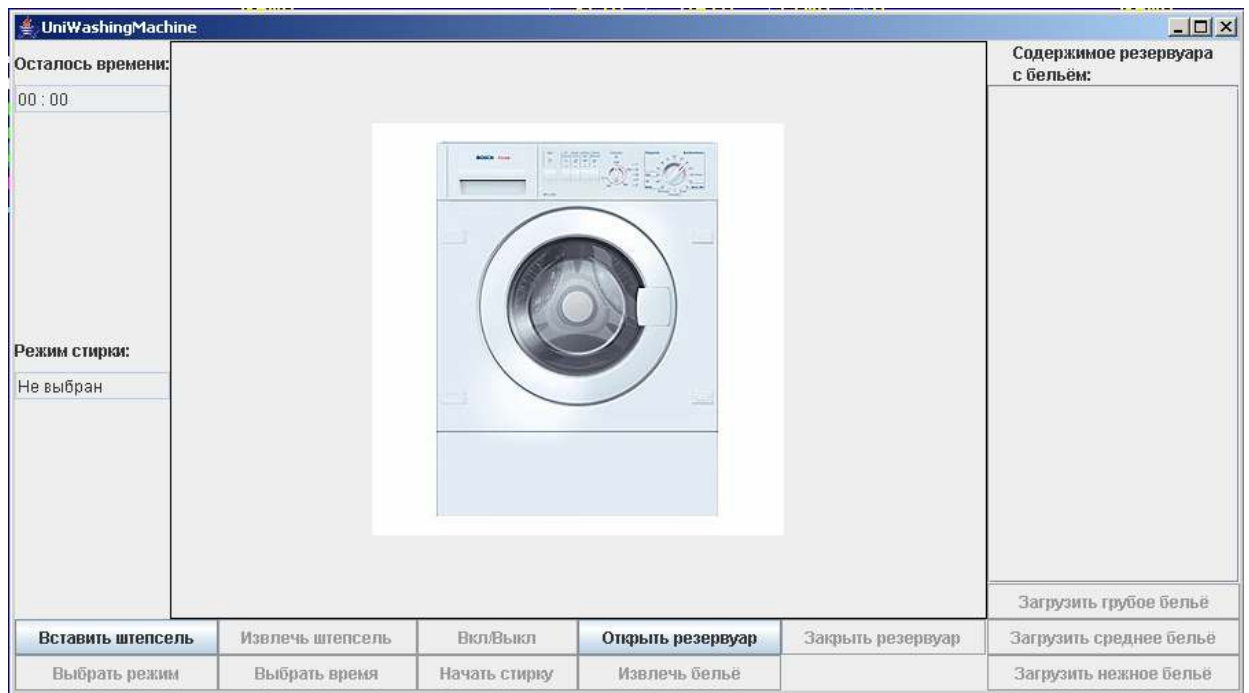 UniWashingMachine
Осталось времени:
00 : 00
Режим стирки:
Не выбран
BOSCH
Содержимое резервуара
с бельём:
Загрузить грубое бельё
Вставить штепсель
Извлечь штепсель
Вкл/Выкл
Открыть резервуар
Закрыть резервуар
Загрузить среднее бельё
Выбрать режим
Выбрать время
Начать стирку
Извлечь бельё
Загрузить нежное бельё